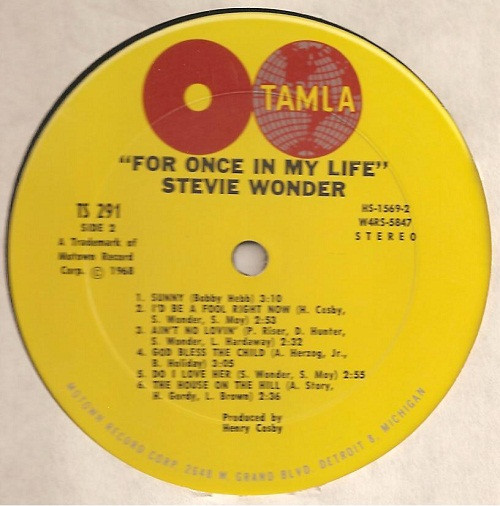 TAMLA
"FOR ONCE IN MY LIFE"
STEVIE WONDER
TS 291
SIDE 2
A Trademark of
Motown Record
Corp. © 1968
HS-1569-2
W4RS-5847
STEREO
1. SUNNY (Bobby Hebb) 3:10
2. I'D BE A FOOL RIGHT NOW (H. Cosby,
S. Wonder, S. Moy) 2:53
3. AIN'T NO LOVIN' (P. Riser, D. Hunter,
S. Wonder, L. Hardaway) 2:32
4. GOD BLESS THE CHILD (A. Herzog, Jr.,
B. Holiday) 3:05
5. DO I LOVE HER (S. Wonder, S. Moy) 2:55
6. THE HOUSE ON THE HILL (A. Story,
H. Gordy, L. Brown) 2:36
Produced by
Henry Cosby
MOTOWN RECORD CORP. 2648 W. GRAND BLVD. DETROIT 8, MICHIGAN